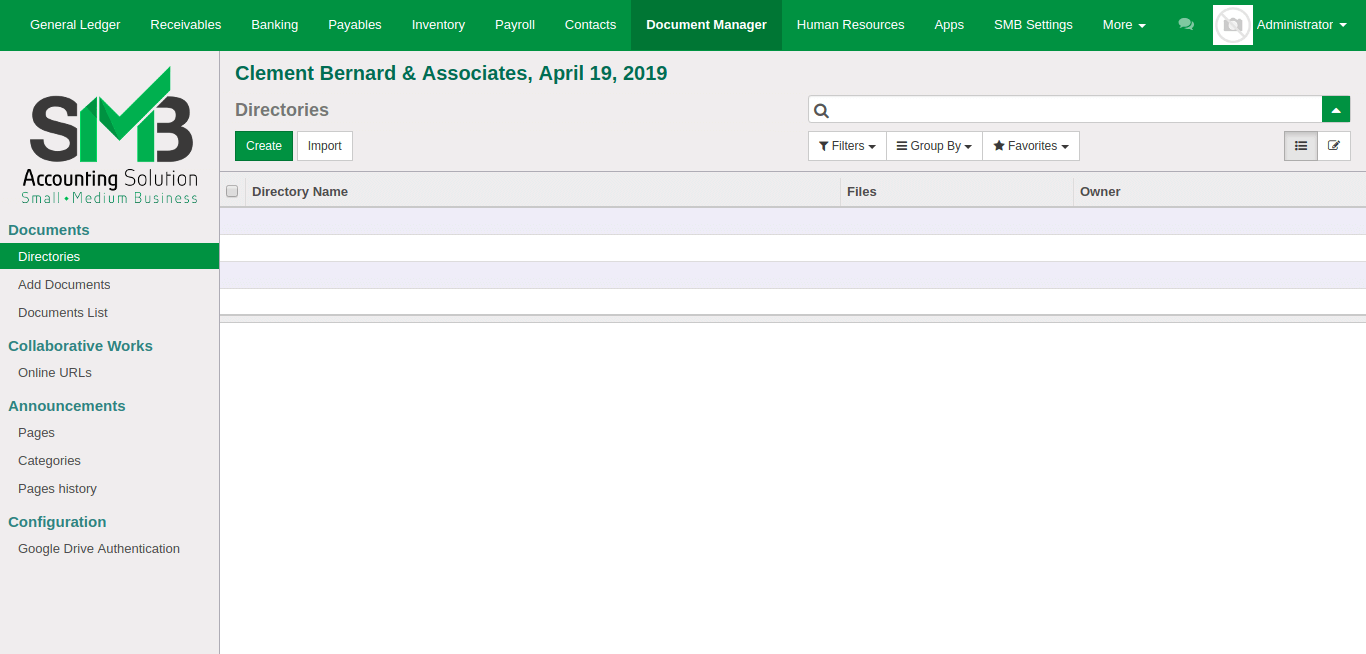 General Ledger Receivables Banking Payables Inventory Payroll Contacts Document Manager Human Resources Apps SMB Settings More Administrator
SMB
Accounting Solution
Small • Medium Business
Documents
Directories
Add Documents
Documents List
Collaborative Works
Online URLs
Announcements
Pages
Categories
Pages history
Configuration
Google Drive Authentication
Clement Bernard & Associates, April 19, 2019
Directories
Create Import
Filters Group By Favorites
Directory Name Files Owner